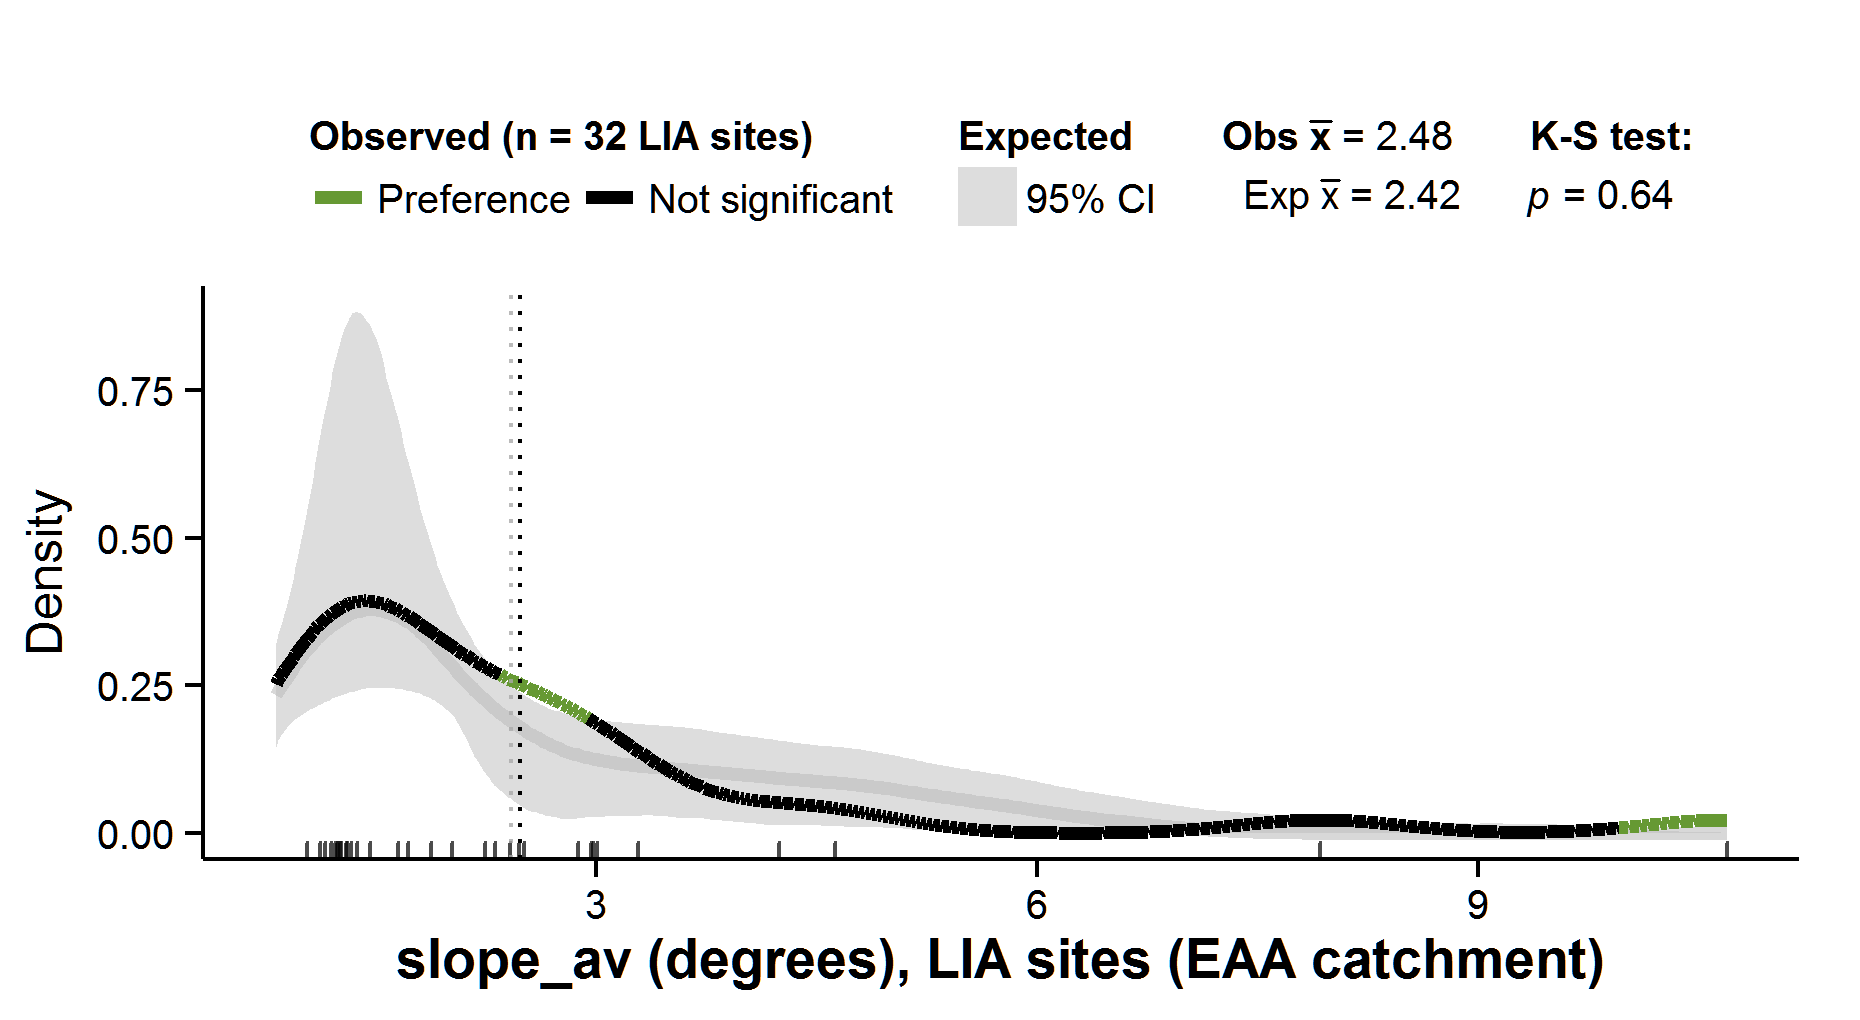 Observed (n = 32 LIA sites) Expected Obs x̅ = 2.48 K-S test:
Preference Not significant 95% CI Exp x̅ = 2.42 p = 0.64
Density
0.75
0.50
0.25
0.00
3 6 9
slope_av (degrees), LIA sites (EAA catchment)